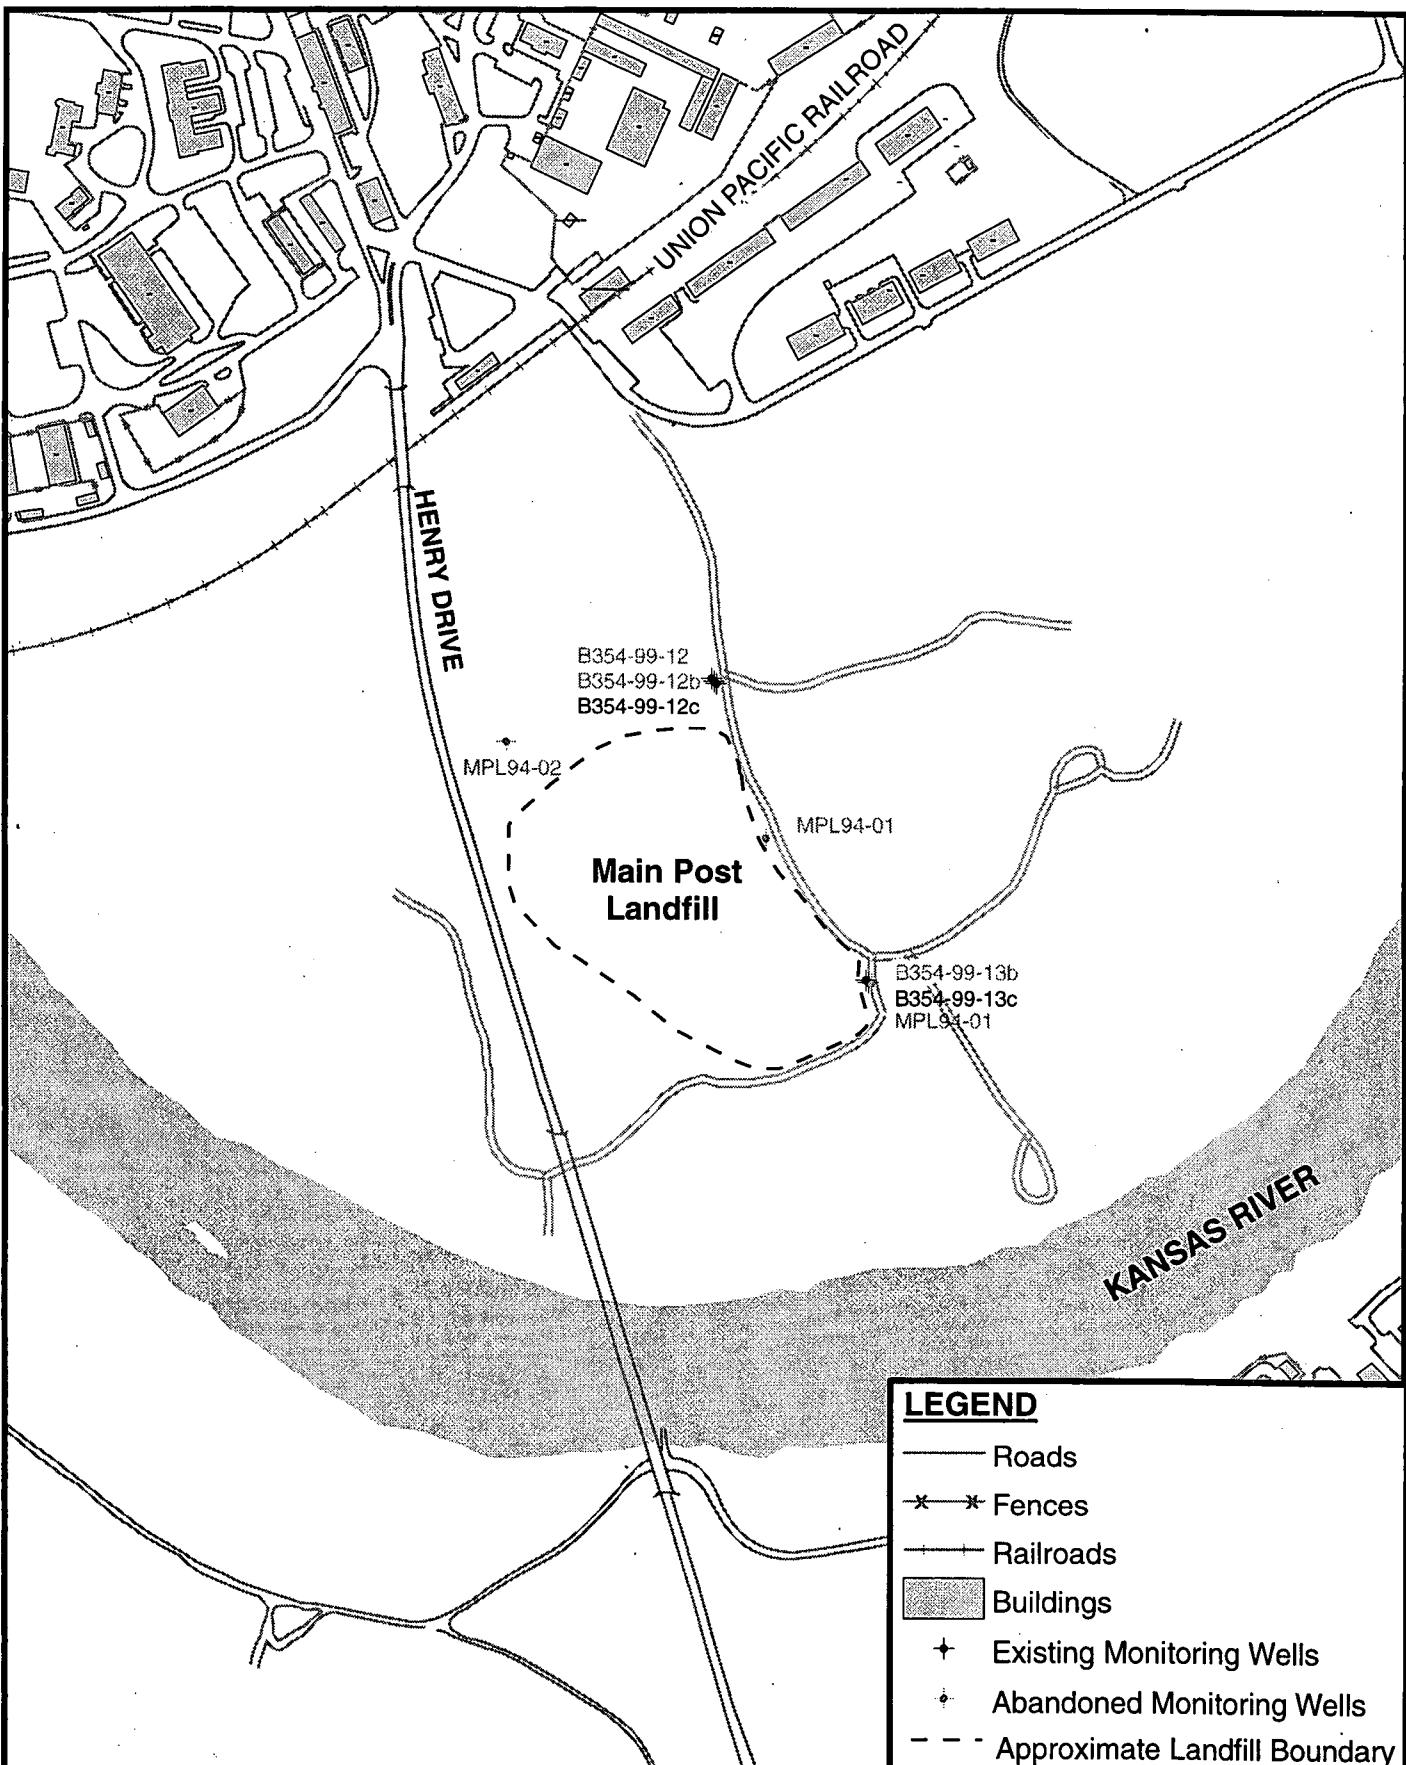 UNION PACIFIC RAILROAD
HENRY DRIVE
B354-99-12
B354-99-12b
B354-99-12c
MPL94-02
MPL94-01
Main Post
Landfill
B354-99-13b
B354-99-13c
MPL94-01
KANSAS RIVER
LEGEND
Roads
Fences
Railroads
Buildings
Existing Monitoring Wells
Abandoned Monitoring Wells
Approximate Landfill Boundary